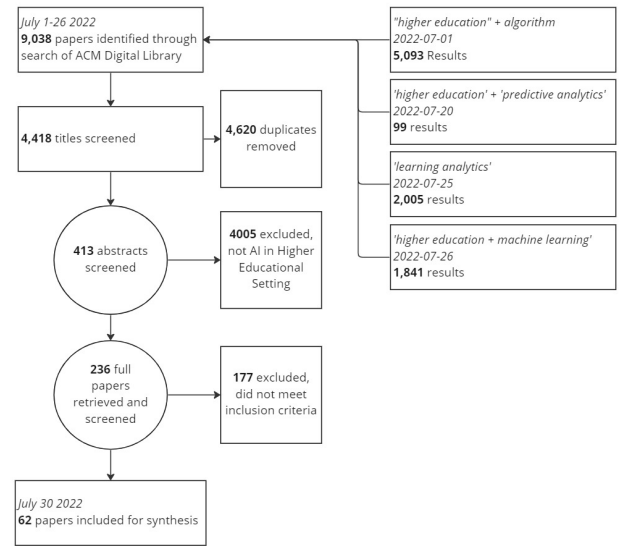 July 1-26 2022
9,038 papers identified through
search of ACM Digital Library
"higher education" + algorithm
2022-07-01
5,093 Results
'higher education' + 'predictive analytics'
2022-07-20
99 results
'learning analytics'
2022-07-25
2,005 results
'higher education + machine learning'
2022-07-26
1,841 results
4,418 titles screened
4,620 duplicates
removed
413 abstracts
screened
4005 excluded,
not AI in Higher
Educational
Setting
236 full
papers
retrieved and
screened
177 excluded,
did not meet
inclusion criteria
July 30 2022
62 papers included for synthesis